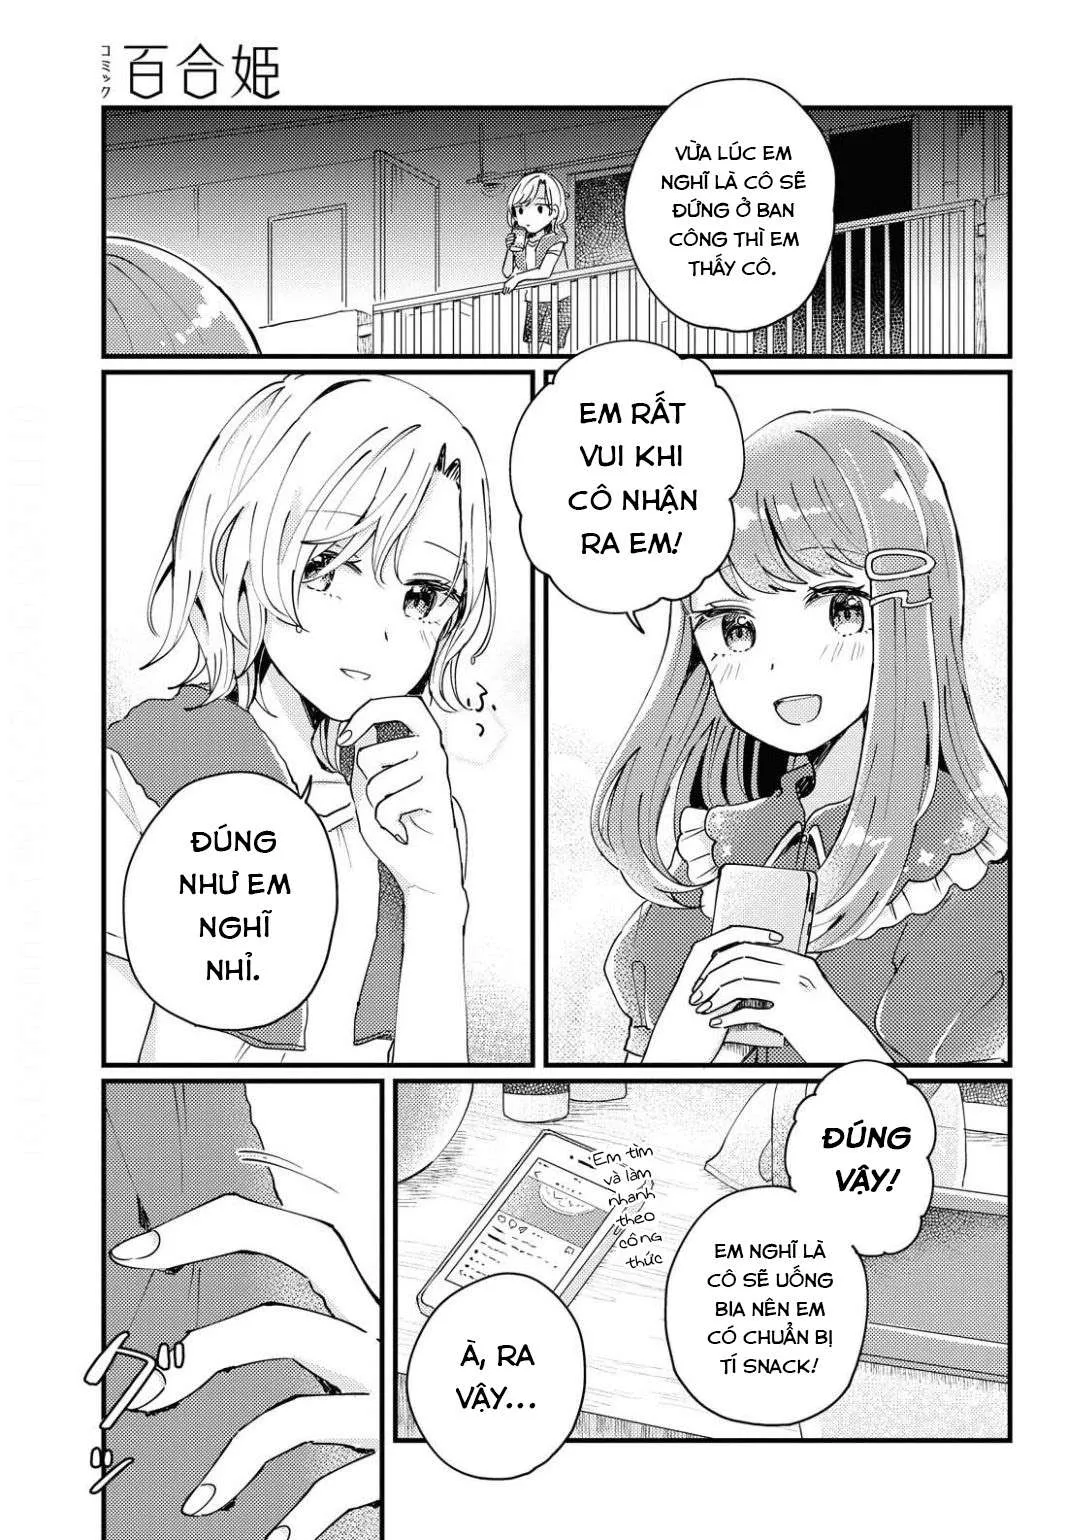 コミック
百合姫
VỪA LÚC EM
NGHĨ LÀ CÔ SẼ
ĐỨNG Ở BAN
CÔNG THÌ EM
THẤY CÔ.
EM RẤT
VUI KHI
CÔ NHẬN
RA EM!
ふふっ
ĐÚNG
NHƯ EM
NGHĨ
NHỈ.
ĐÚNG
VẬY!
EM NGHĨ LÀ
CÔ SẼ UỐNG
BIA NÊN EM
CÓ CHUẨN BỊ
TÍ SNACK!
Em tìm
và làm
nhanh
theo
công
thức
À, RA
VẬY...